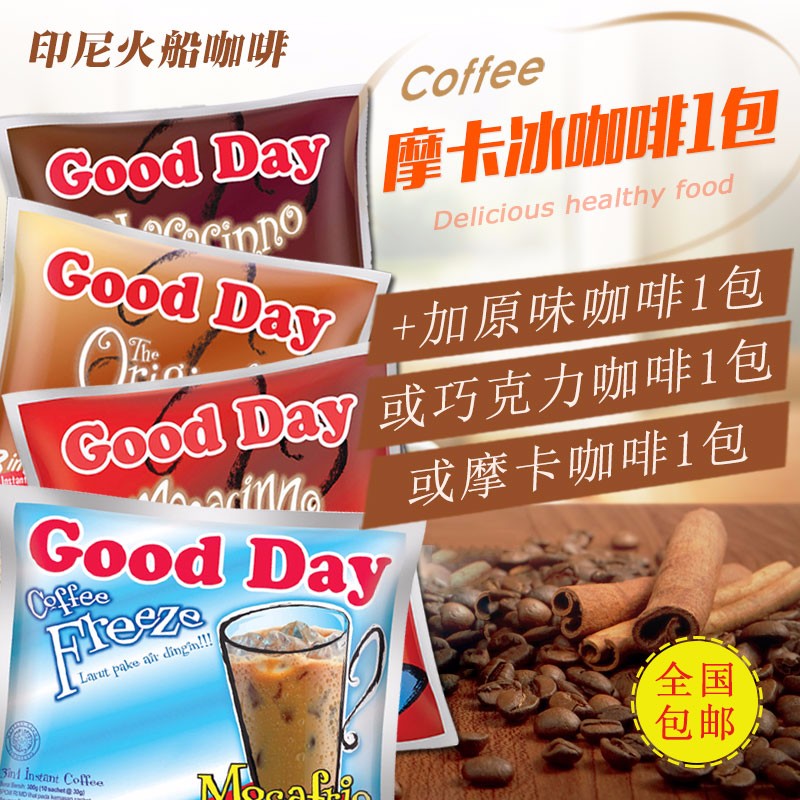 印尼火船咖啡
Coffee
摩卡冰咖啡1包
Delicious healthy food
+加原味咖啡1包
或巧克力咖啡1包
或摩卡咖啡1包
Good Day
Good Day
The
Good Day
Good Day
Coffee
Freeze
Larut pake air dingin!!!
3in1 Instant Coffee
全国
包邮